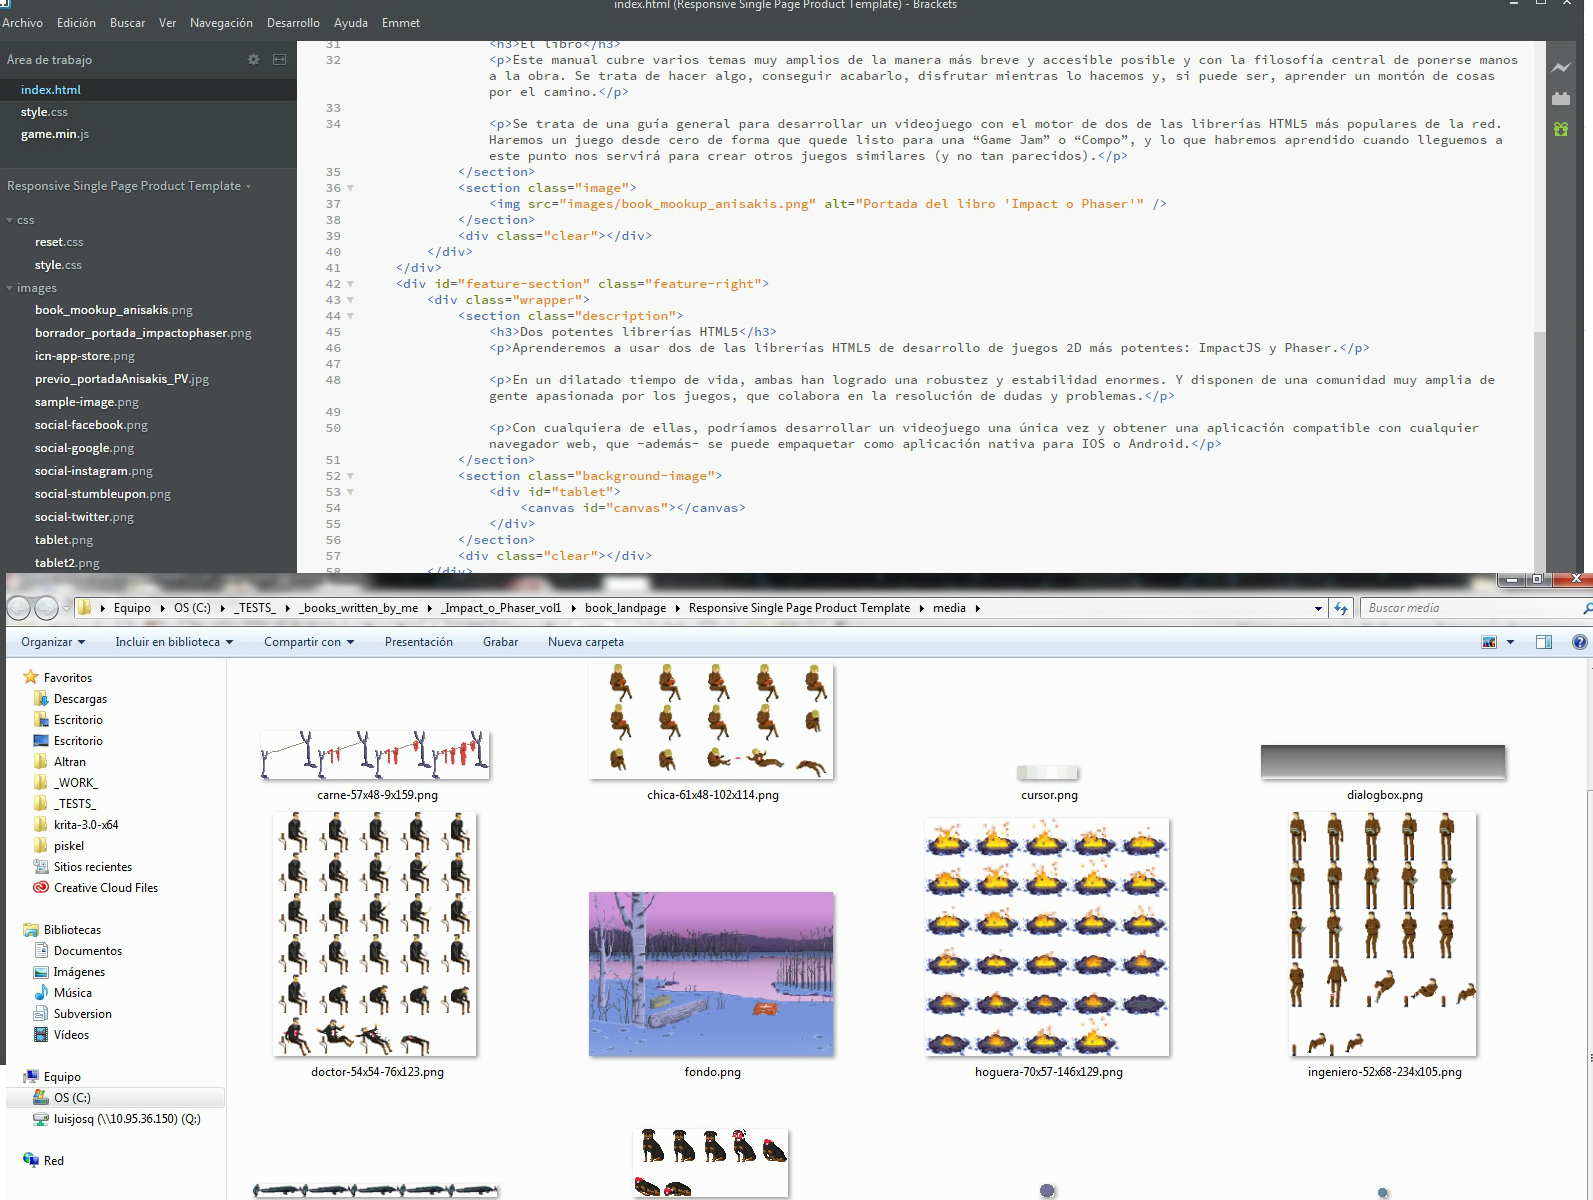 index.html (Responsive Single Page Product Template) - Brackets
Archivo Edición Buscar Ver Navegación Desarrollo Ayuda Emmet
Área de trabajo
index.html
style.css
game.min.js
Responsive Single Page Product Template
css
reset.css
style.css
images
book_mookup_anisakis.png
borrador_portada_impactophaser.png
icn-app-store.png
previo_portadaAnisakis_PV.jpg
sample-image.png
social-facebook.png
social-google.png
social-instagram.png
social-stumbleupon.png
social-twitter.png
tablet.png
tablet2.png
31 <h3>El libro</h3>
32 <p>Este manual cubre varios temas muy amplios de la manera más breve y accesible posible y con la filosofía central de ponerse manos
a la obra. Se trata de hacer algo, conseguir acabarlo, disfrutar mientras lo hacemos y, si puede ser, aprender un montón de cosas
por el camino.</p>
33
34 <p>Se trata de una guía general para desarrollar un videojuego con el motor de dos de las librerías HTML5 más populares de la red.
Haremos un juego desde cero de forma que quede listo para una “Game Jam” o “Compo”, y lo que habremos aprendido cuando lleguemos a
este punto nos servirá para crear otros juegos similares (y no tan parecidos).</p>
35 </section>
36 <section class="image">
37 <img src="images/book_mookup_anisakis.png" alt="Portada del libro 'Impact o Phaser'" />
38 </section>
39 <div class="clear"></div>
40 </div>
41 </div>
42 <div id="feature-section" class="feature-right">
43 <div class="wrapper">
44 <section class="description">
45 <h3>Dos potentes librerías HTML5</h3>
46 <p>Aprenderemos a usar dos de las librerías HTML5 de desarrollo de juegos 2D más potentes: ImpactJS y Phaser.</p>
47
48 <p>En un dilatado tiempo de vida, ambas han logrado una robustez y estabilidad enormes. Y disponen de una comunidad muy amplia de
gente apasionada por los juegos, que colabora en la resolución de dudas y problemas.</p>
49
50 <p>Con cualquiera de ellas, podríamos desarrollar un videojuego una única vez y obtener una aplicación compatible con cualquier
navegador web, que -además- se puede empaquetar como aplicación nativa para IOS o Android.</p>
51 </section>
52 <section class="background-image">
53 <div id="tablet">
54 <canvas id="canvas"></canvas>
55 </div>
56 </section>
57 <div class="clear"></div>
58 </div>
Equipo OS (C:) _TESTS_ _books_written_by_me _Impact_o_Phaser_vol1 book_landpage Responsive Single Page Product Template media
Buscar media
Organizar Incluir en biblioteca Compartir con Presentación Grabar Nueva carpeta
Favoritos
Descargas
Escritorio
Escritorio
Altran
_WORK_
_TESTS_
krita-3.0-x64
piskel
Sitios recientes
Creative Cloud Files
Bibliotecas
Documentos
Imágenes
Música
Subversion
Vídeos
Equipo
OS (C:)
luisjosq (\\10.95.36.150) (Q:)
Red
carne-57x48-9x159.png
chica-61x48-102x114.png
cursor.png
dialogbox.png
doctor-54x54-76x123.png
fondo.png
hoguera-70x57-146x129.png
ingeniero-52x68-234x105.png